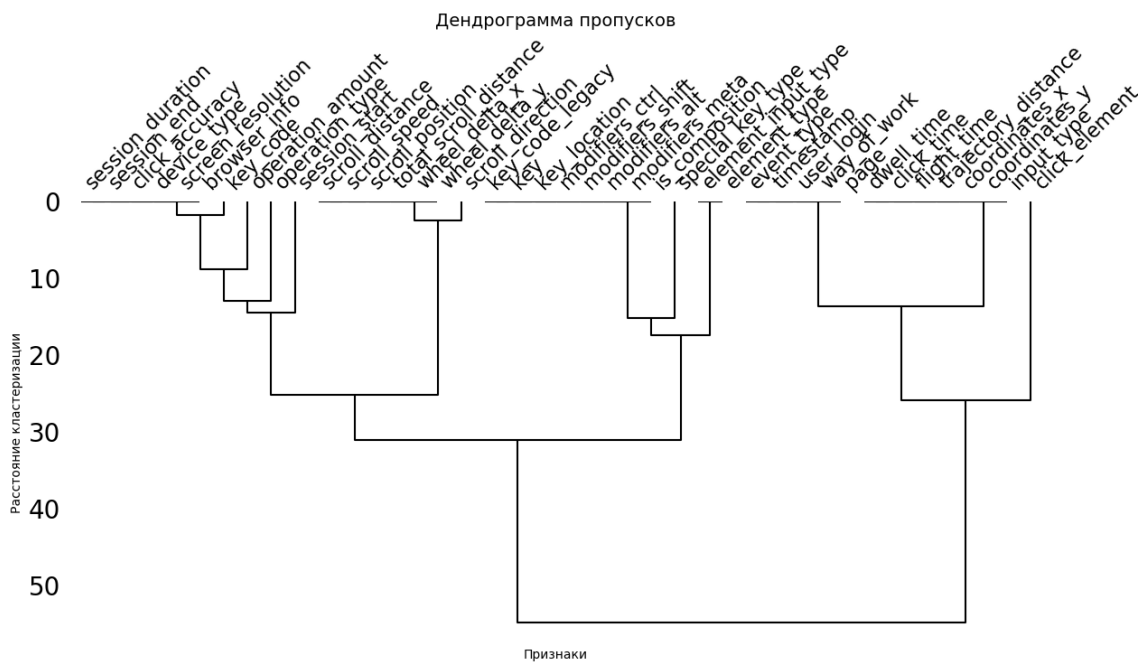 Дендрограмма пропусков
session_duration
session_end
click_accuracy
device_type
screen_resolution
browser_info
key_code
operation_amount
operation_type
session_start
scroll_distance
scroll_speed
scroll_position
total_scroll_distance
wheel_delta_x
wheel_delta_y
scroll_direction
key_code_legacy
key
key_location
modifiers_ctrl
modifiers_shift
modifiers_alt
modifiers_meta
is_composition
special_key_type
element_input_type
element_type
event_type
timestamp
user_login
way_of_work
page
dwell_time
click_time
flight_time
trajectory_distance
coordinates_x
coordinates_y
input_type
click_element
0
10
20
30
40
50
Расстояние кластеризации
Признаки